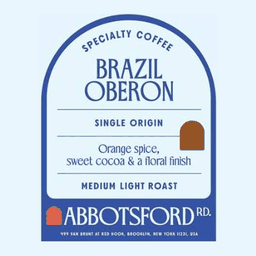 SPECIALTY COFFEE
BRAZIL
OBERON
SINGLE ORIGIN
Orange spice,
sweet cocoa & a floral finish
MEDIUM LIGHT ROAST
ABBOTSFORD RD.
499 VAN BRUNT AT RED HOOK, BROOKLYN, NEW YORK 11231, USA